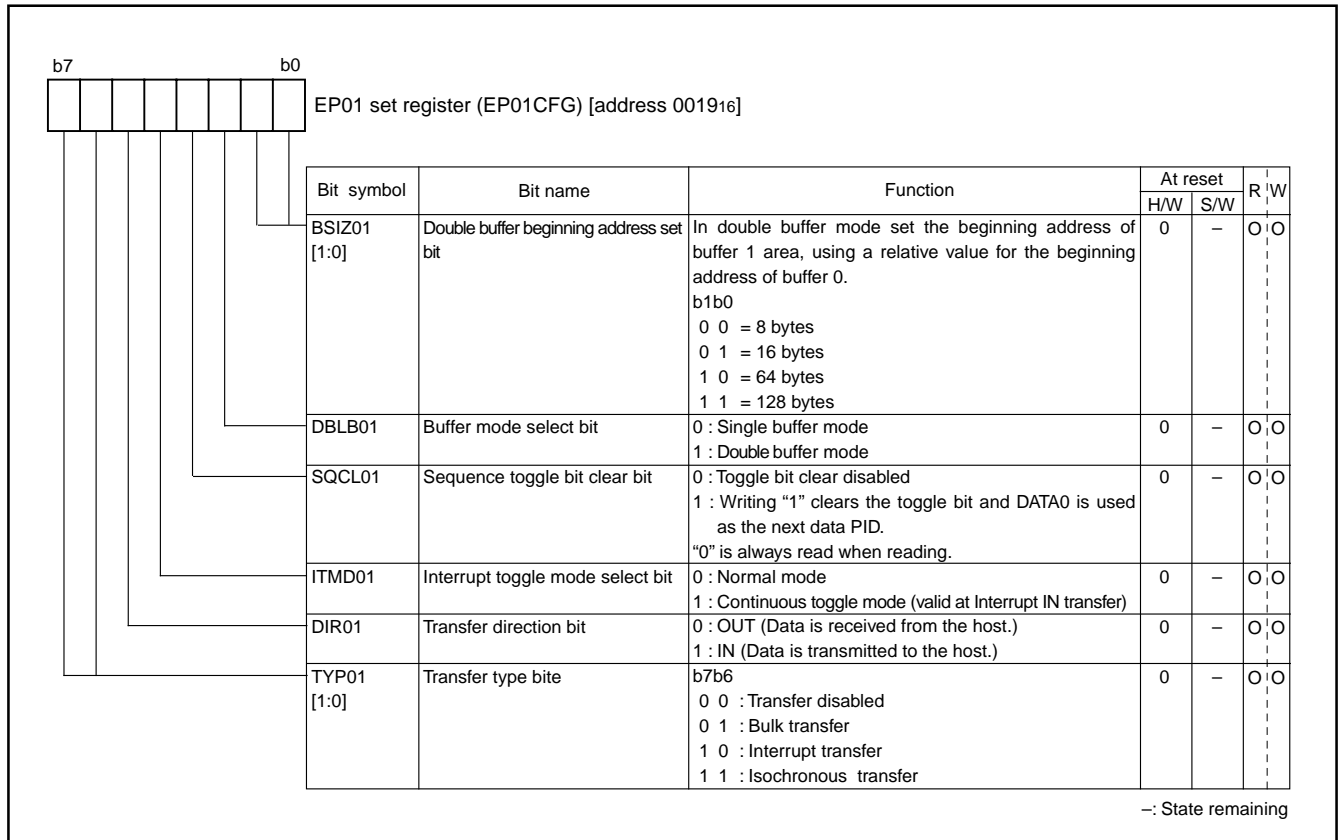 b7 b0
EP01 set register (EP01CFG) [address 001916]
Bit symbol Bit name Function At reset R W
H/W S/W
BSIZ01 Double buffer beginning address set In double buffer mode set the beginning address of 0 – O O
[1:0] bit buffer 1 area, using a relative value for the beginning
address of buffer 0.
b1b0
0 0 = 8 bytes
0 1 = 16 bytes
1 0 = 64 bytes
1 1 = 128 bytes
DBLB01 Buffer mode select bit 0 : Single buffer mode 0 – O O
1 : Double buffer mode
SQCL01 Sequence toggle bit clear bit 0 : Toggle bit clear disabled 0 – O O
1 : Writing “1” clears the toggle bit and DATA0 is used
as the next data PID.
“0” is always read when reading.
ITMD01 Interrupt toggle mode select bit 0 : Normal mode 0 – O O
1 : Continuous toggle mode (valid at Interrupt IN transfer)
DIR01 Transfer direction bit 0 : OUT (Data is received from the host.) 0 – O O
1 : IN (Data is transmitted to the host.)
TYP01 Transfer type bite b7b6 0 – O O
[1:0] 0 0 : Transfer disabled
0 1 : Bulk transfer
1 0 : Interrupt transfer
1 1 : Isochronous transfer
–: State remaining